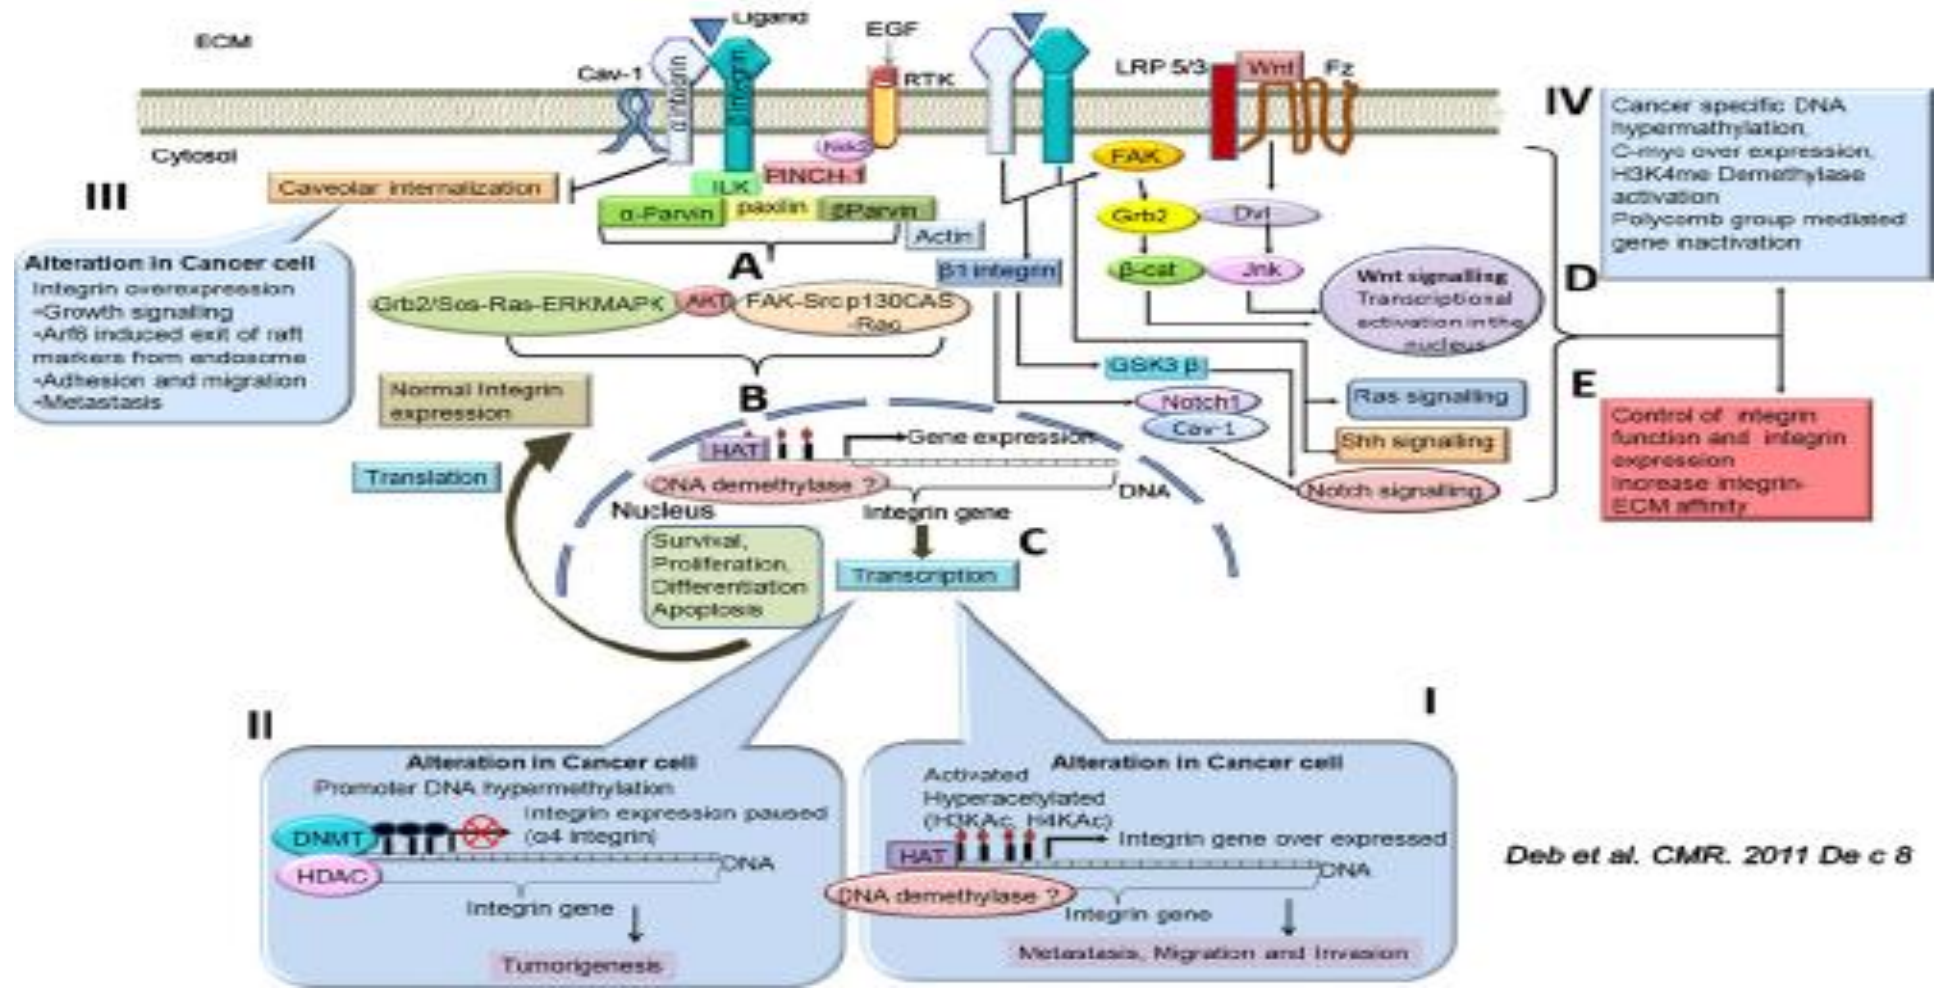 ECM
Ligand
Cav-1
α integrin
β integrin
EGF
RTK
LRP 5/3
Wnt
Fz
Cytosol
Nck2
FAK
III
Caveolar internalization
ILK
PINCH-1
α-Parvin
paxilin
βParvin
Actin
Grb2
Dvl
β1 integrin
β-cat
Jnk
Alteration in Cancer cell
Integrin overexpression
-Growth signalling
-Arf6 induced exit of raft
markers from endosome
-Adhesion and migration
-Metastasis
A
Grb2/Sos-Ras-ERKMAPK
AKT
FAK-Srcp130CAS
-Rac
Wnt signalling
Transcriptional
activation in the
nucleus
GSK3 β
Notch1
Cav-1
Ras signalling
Shh signalling
Notch signalling
IV
Cancer specific DNA
hypermathylation,
C-myc over expression,
H3K4me Demethylase
activation
Polycomb group mediated
gene inactivation
D
E
Control of integrin
function and integrin
expression
Increase integrin-
ECM affinity
Normal Integrin
expression
B
HAT
Gene expression
DNA demethylase ?
DNA
Nucleus
Integrin gene
Translation
Survival,
Proliferation,
Differentiation
Apoptosis
C
Transcription
II
Alteration in Cancer cell
Promoter DNA hypermethylation
Integrin expression paused
(α4 integrin)
DNMT
HDAC
DNA
Integrin gene
Tumorigenesis
I
Alteration in Cancer cell
Activated
Hyperacetylated
(H3KAc, H4KAc)
Integrin gene over expressed
HAT
DNA
DNA demethylase ?
Integrin gene
Metastasis, Migration and Invasion
Deb et al. CMR. 2011 De c 8